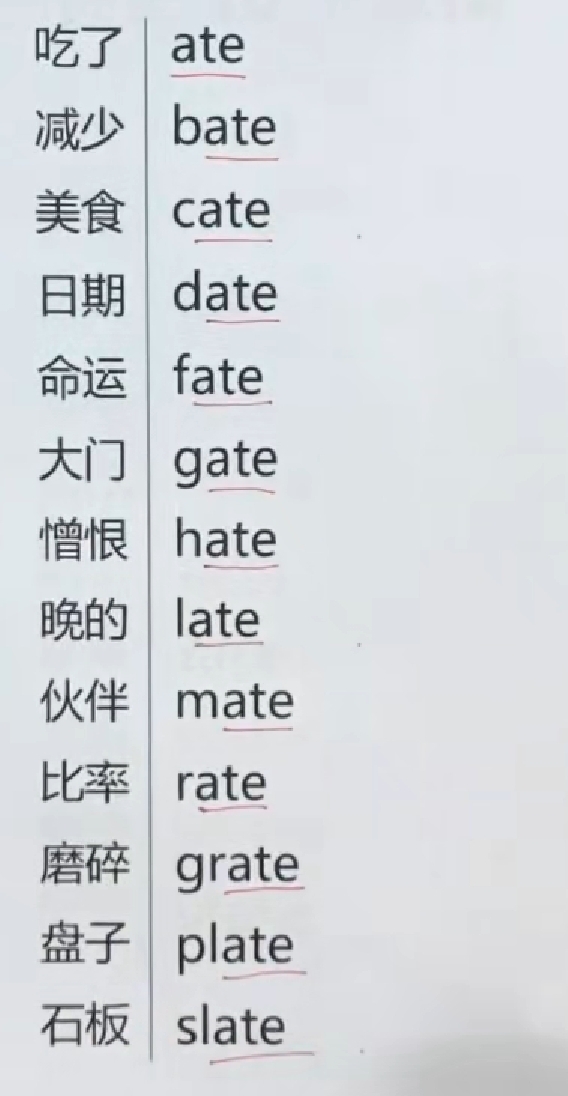 吃了 ate
减少 bate
美食 cate
日期 date
命运 fate
大门 gate
憎恨 hate
晚的 late
伙伴 mate
比率 rate
磨碎 grate
盘子 plate
石板 slate